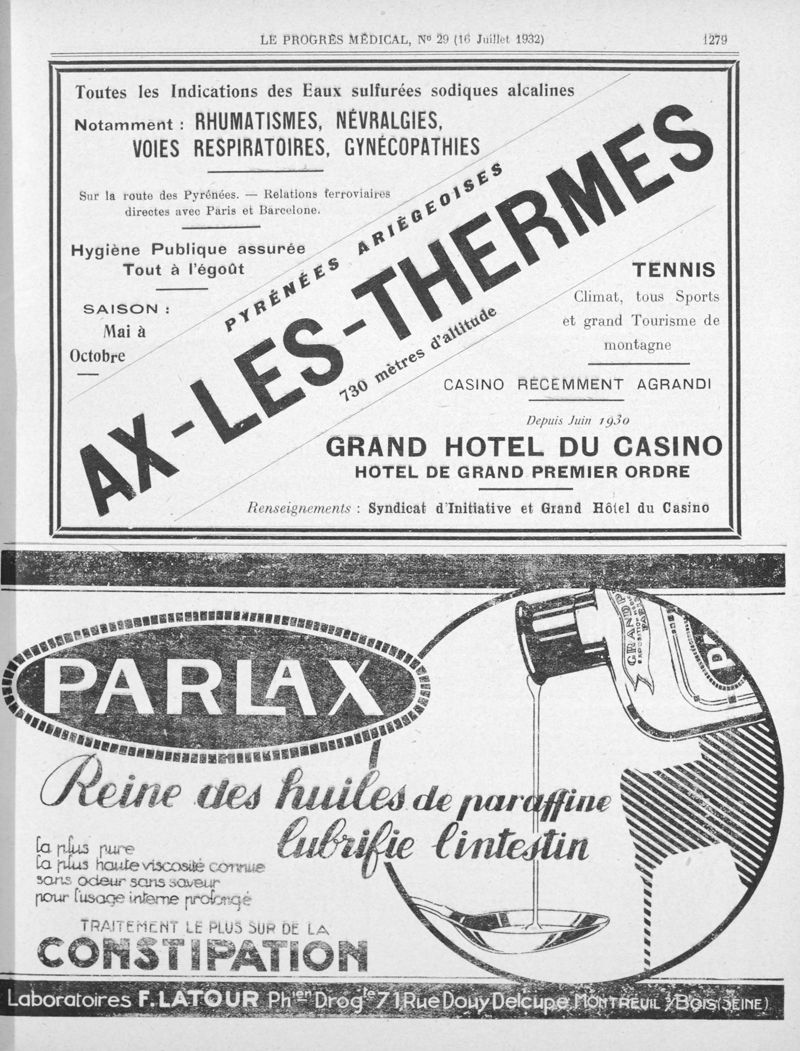 LE PROGRÈS MÉDICAL, No 29 (16 Juillet 1932) 1279
Toutes les Indications des Eaux sulfurées sodiques alcalines
Notamment : RHUMATISMES, NÉVRALGIES,
VOIES RESPIRATOIRES, GYNÉCOPATHIES
Sur la route des Pyrénées. — Relations ferroviaires
directes avec Paris et Barcelone.
Hygiène Publique assurée
Tout à l'égoût
SAISON :
Mai à
Octobre
PYRÉNÉES ARIÉGEOISES
AX-LES-THERMES
730 mètres d'altitude
TENNIS
Climat, tous Sports
et grand Tourisme de
montagne
CASINO RÉCEMMENT AGRANDI
Depuis Juin 1930
GRAND HOTEL DU CASINO
HOTEL DE GRAND PREMIER ORDRE
Renseignements : Syndicat d'Initiative et Grand Hôtel du Casino
GRAND P
PARLAX
Reine des huiles de paraffine
lubrifie l'intestin
la plus pure
la plus haute viscosité connue
sans odeur sans saveur
pour l'usage interne prolongé
TRAITEMENT LE PLUS SUR DE LA
CONSTIPATION
Laboratoires F. LATOUR Phien Drogte 71, Rue Douy Delcupe, MONTREUIL s/BOIS (SEINE)